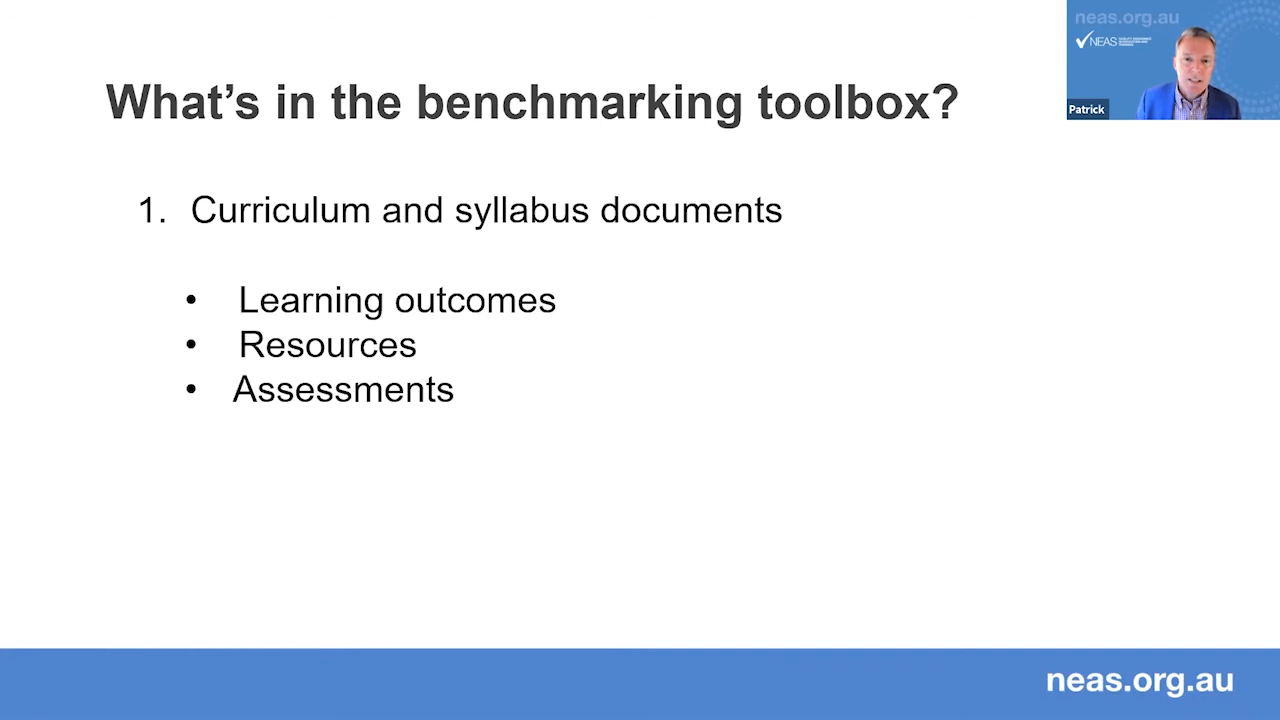 neas.org.au
NEAS
Patrick
What’s in the benchmarking toolbox?
1. Curriculum and syllabus documents
• Learning outcomes
• Resources
• Assessments
neas.org.au